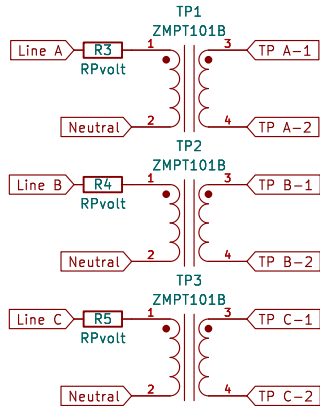 TP1
ZMPT101B
Line A R3 1 3 TP A-1
RPvolt
Neutral 2 4 TP A-2
TP2
ZMPT101B
Line B R4 1 3 TP B-1
RPvolt
Neutral 2 4 TP B-2
TP3
ZMPT101B
Line C R5 1 3 TP C-1
RPvolt
Neutral 2 4 TP C-2